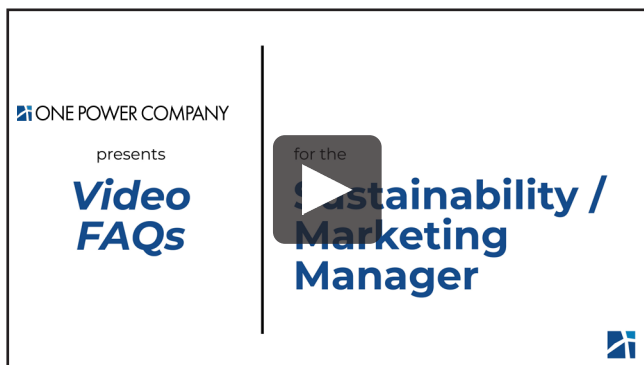 ONE POWER COMPANY
presents
Video
FAQs
for the
Sustainability /
Marketing
Manager